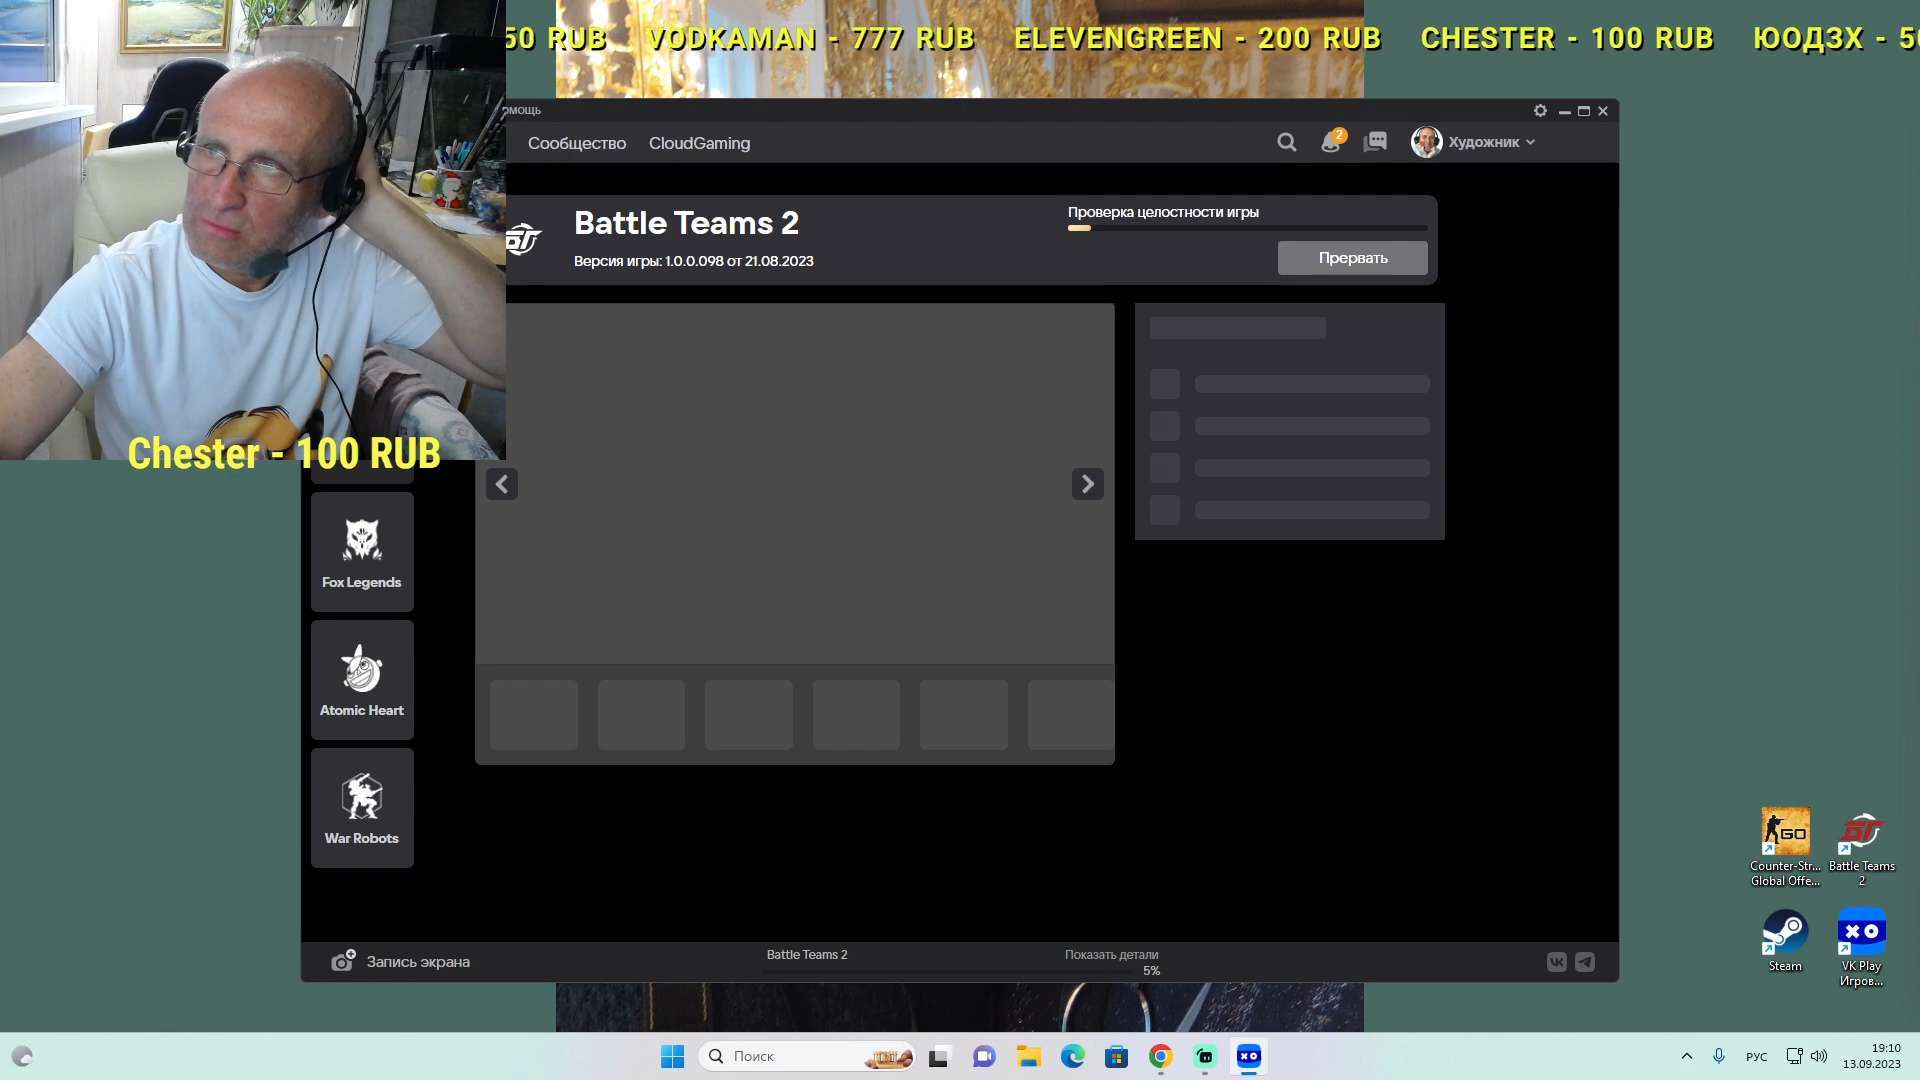 50 RUB VODKAMAN - 777 RUB ELEVENGREEN - 200 RUB CHESTER - 100 RUB ЮОДЗХ - 5
Сообщество CloudGaming
2
Художник
Battle Teams 2
Версия игры: 1.0.0.098 от 21.08.2023
Проверка целостности игры
Прервать
Chester - 100 RUB
Fox Legends
Atomic Heart
War Robots
GO
Counter-Str...
Global Offe...
Battle Teams
2
Steam
VK Play
Игров...
Запись экрана
Battle Teams 2
Показать детали
5%
Поиск
РУС
19:10
13.09.2023